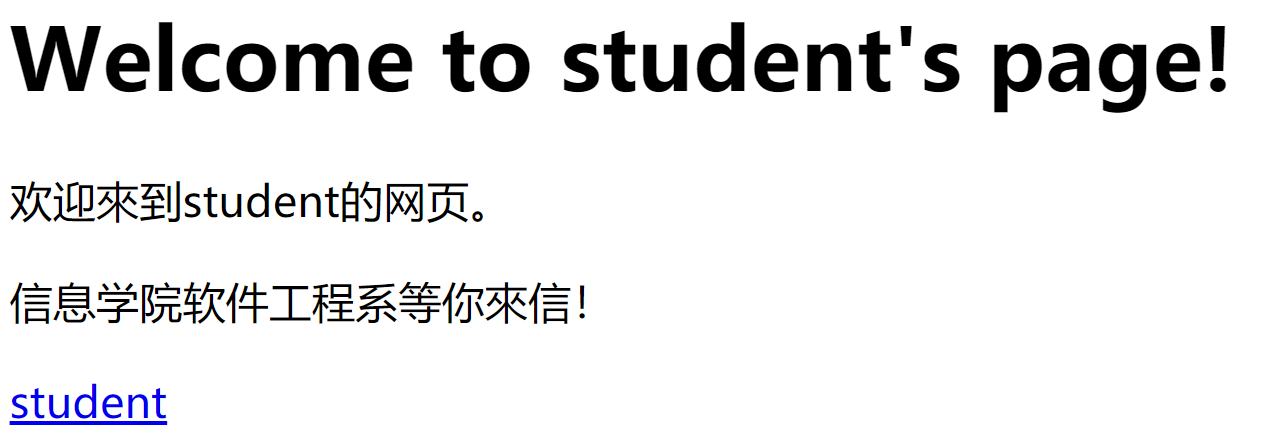 Welcome to student's page!
欢迎來到student的网页。
信息学院软件工程系等你來信！
student